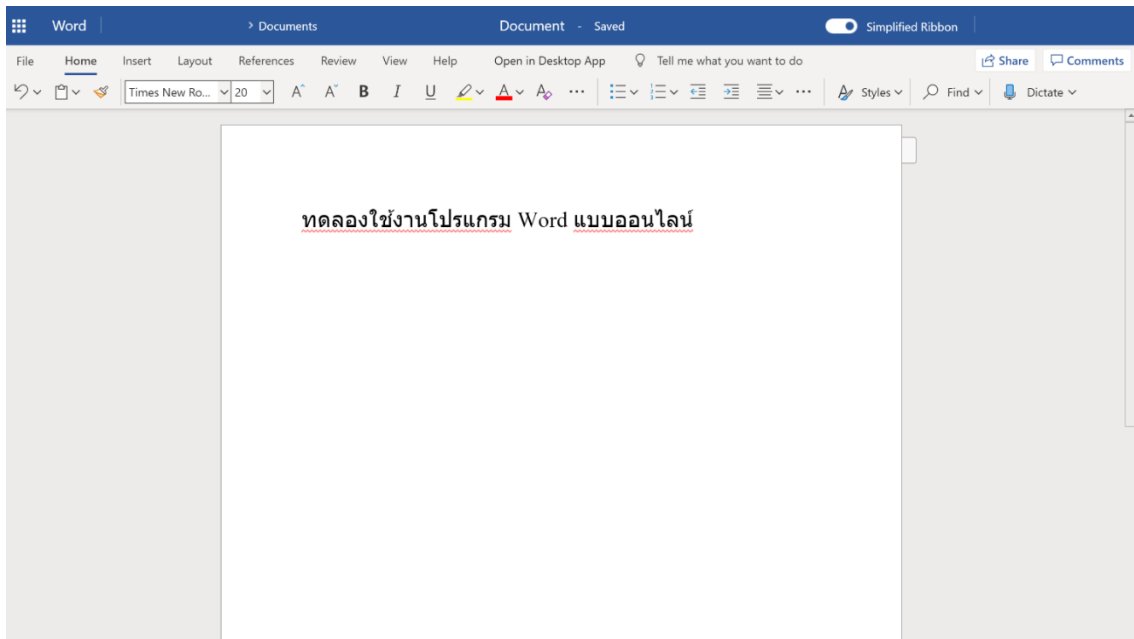 Word
> Documents
Document - Saved
Simplified Ribbon
File Home Insert Layout References Review View Help Open in Desktop App Tell me what you want to do Share Comments
Times New Ro... 20 A A B I U A A ... ... Styles Find Dictate
ทดลองใช้งานโปรแกรม Word แบบออนไลน์